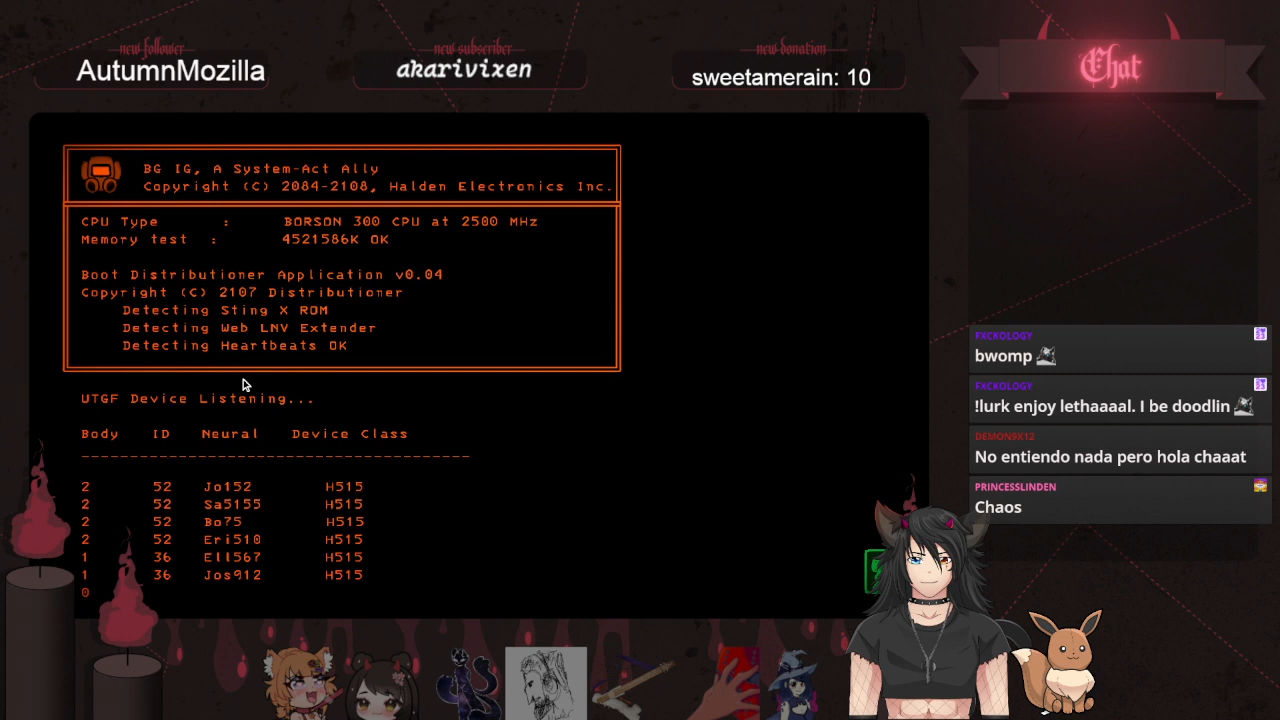 new follower
AutumnMozilla
new subscriber
akarivixen
new donation
sweetamerain: 10
Chat
BG IG, A System-Act Ally
Copyright (C) 2084-2108, Halden Electronics Inc.
CPU Type : BORSON 300 CPU at 2500 MHz
Memory test : 4521586K OK
Boot Distributioner Application v0.04
Copyright (C) 2107 Distributioner
Detecting Sting X ROM
Detecting Web LNV Extender
Detecting Heartbeats OK
UTGF Device Listening...
Body ID Neural Device Class
----------------------------------------
2 52 Jo152 H515
2 52 Sa5155 H515
2 52 Bo75 H515
2 52 Eri510 H515
1 36 Ell567 H515
1 36 Jos912 H515
0
FXCKOLOGY
bwomp
FXCKOLOGY
!lurk enjoy lethaaaal. I be doodlin
DEMON9X12
No entiendo nada pero hola chaaat
PRINCESSLINDEN
Chaos